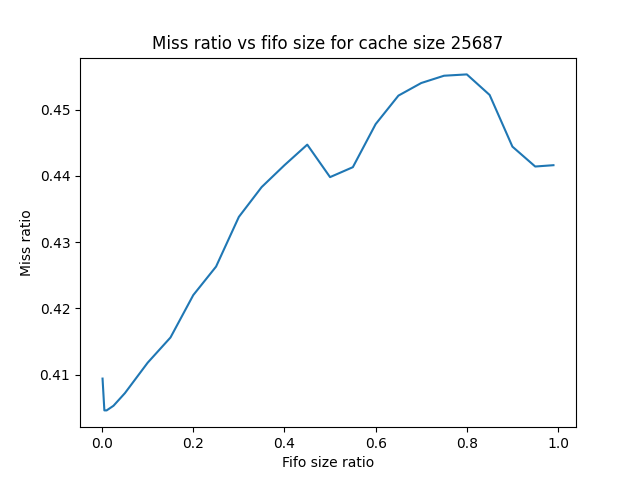 Miss ratio vs fifo size for cache size 25687
0.45
0.44
0.43
0.42
0.41
Miss ratio
0.0 0.2 0.4 0.6 0.8 1.0
Fifo size ratio